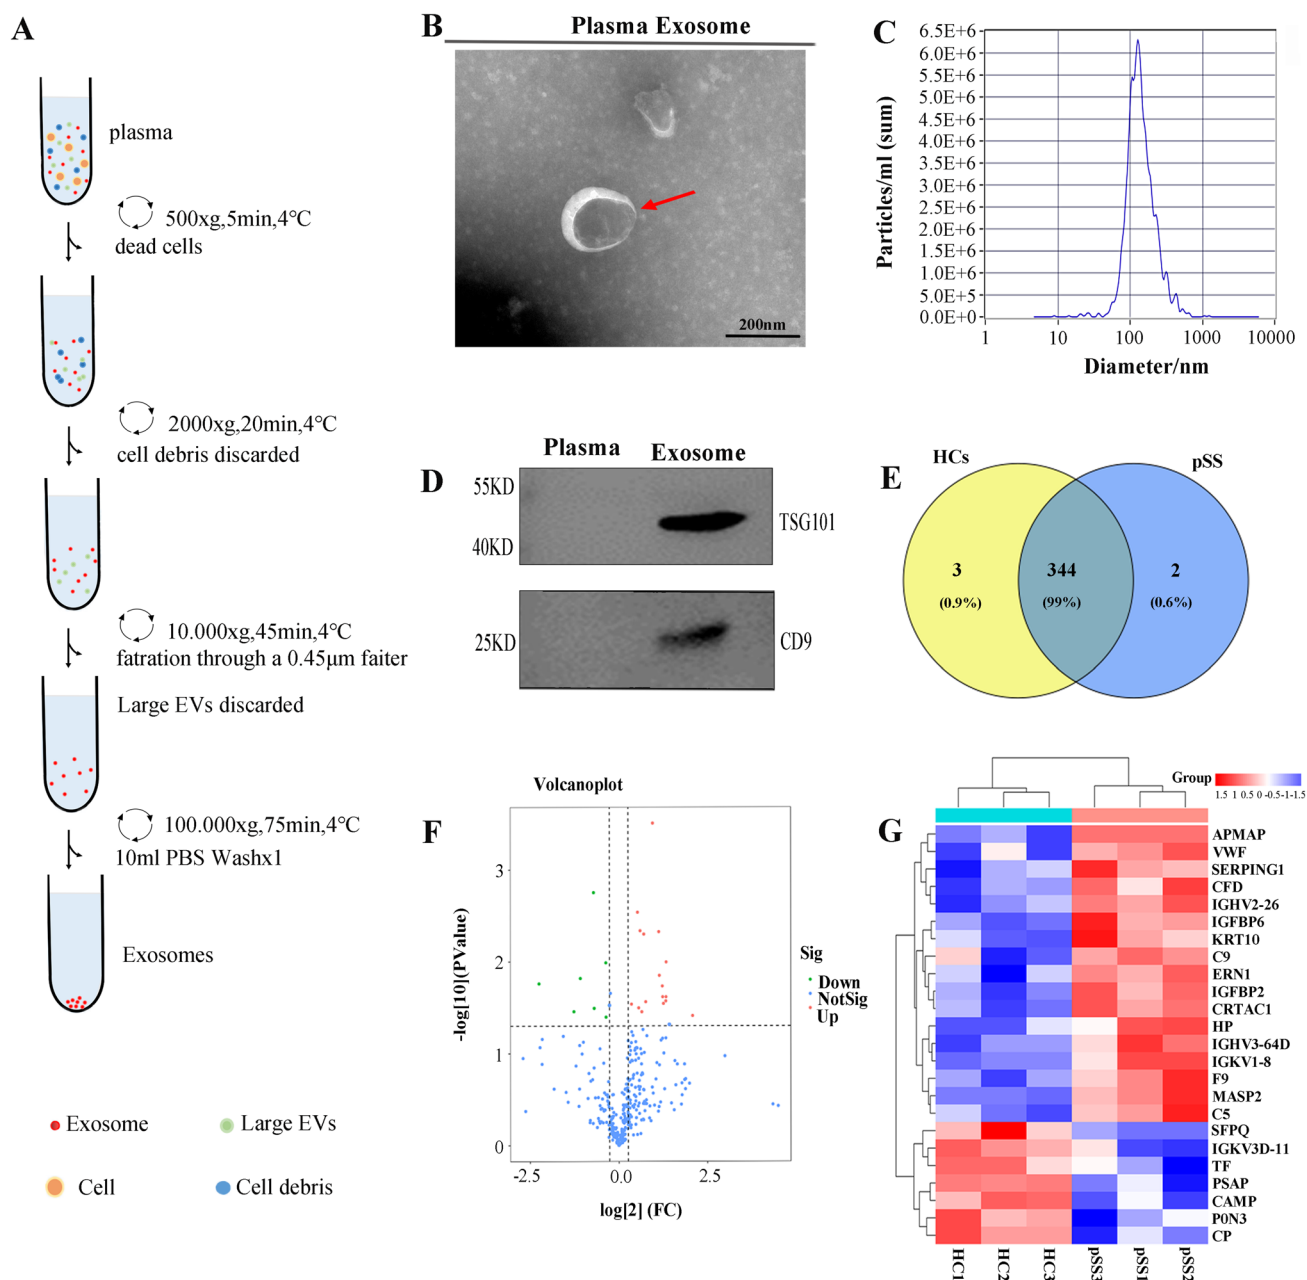 A
plasma
500xg,5min,4℃
dead cells
2000xg,20min,4℃
cell debris discarded
10.000xg,45min,4℃
fatration through a 0.45μm faiter
Large EVs discarded
100.000xg,75min,4℃
10ml PBS Washx1
Exosomes
Exosome
Large EVs
Cell
Cell debris
B
Plasma Exosome
200nm
C
Particles/ml (sum)
6.5E+6
6.0E+6
5.5E+6
5.0E+6
4.5E+6
4.0E+6
3.5E+6
3.0E+6
2.5E+6
2.0E+6
1.5E+6
1.0E+6
5.0E+5
0.0E+0
1 10 100 1000 10000
Diameter/nm
D
Plasma Exosome
55KD
40KD
TSG101
25KD
CD9
E
HCs
pSS
3
(0.9%)
344
(99%)
2
(0.6%)
F
Volcanoplot
-log[10](PValue)
3
2
1
0
-2.5 0.0 2.5
log[2] (FC)
Sig
Down
NotSig
Up
G
Group
1.5 1 0 5 0 -0.5-1-1.5
APMAP
VWF
SERPING1
CFD
IGHV2-26
IGFBP6
KRT10
C9
ERN1
IGFBP2
CRTAC1
HP
IGHV3-64D
IGKV1-8
F9
MASP2
C5
SFPQ
IGKV3D-11
TF
PSAP
CAMP
P0N3
CP
HC1
HC2
HC3
pSS3
pSS1
pSS2